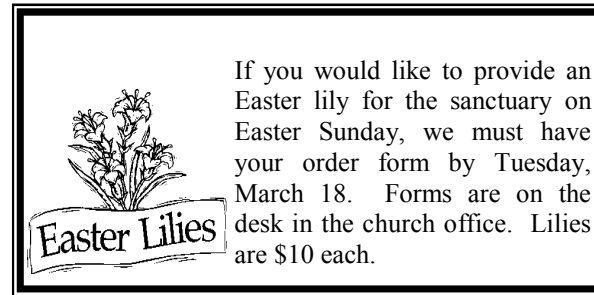 If you would like to provide an
Easter lily for the sanctuary on
Easter Sunday, we must have
your order form by Tuesday,
March 18. Forms are on the
desk in the church office. Lilies
are $10 each.
Easter Lilies